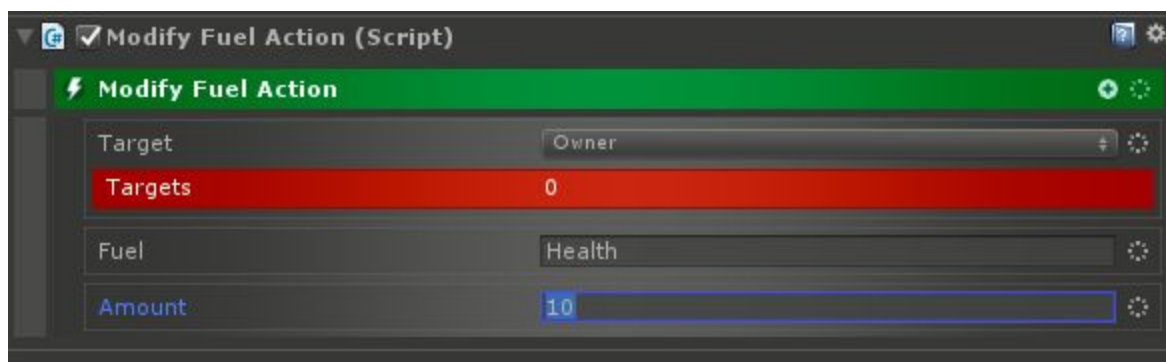 Modify Fuel Action (Script)
Modify Fuel Action
Target Owner
Targets 0
Fuel Health
Amount 10